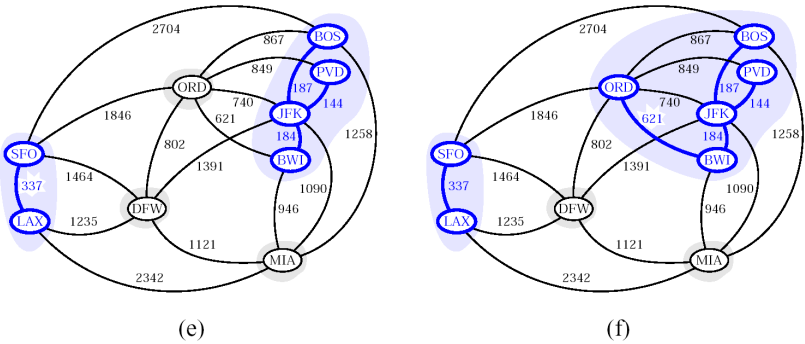 2704
BOS
867
PVD
849
ORD
187
144
740
JFK
1846
621
184
1258
802
SFO
BWI
1391
1464
337
1090
946
DFW
LAX
1235
1121
MIA
2342
(e)
2704
BOS
867
PVD
849
ORD
187
144
740
JFK
1846
621
184
1258
802
SFO
BWI
1391
1464
337
1090
946
DFW
LAX
1235
1121
MIA
2342
(f)